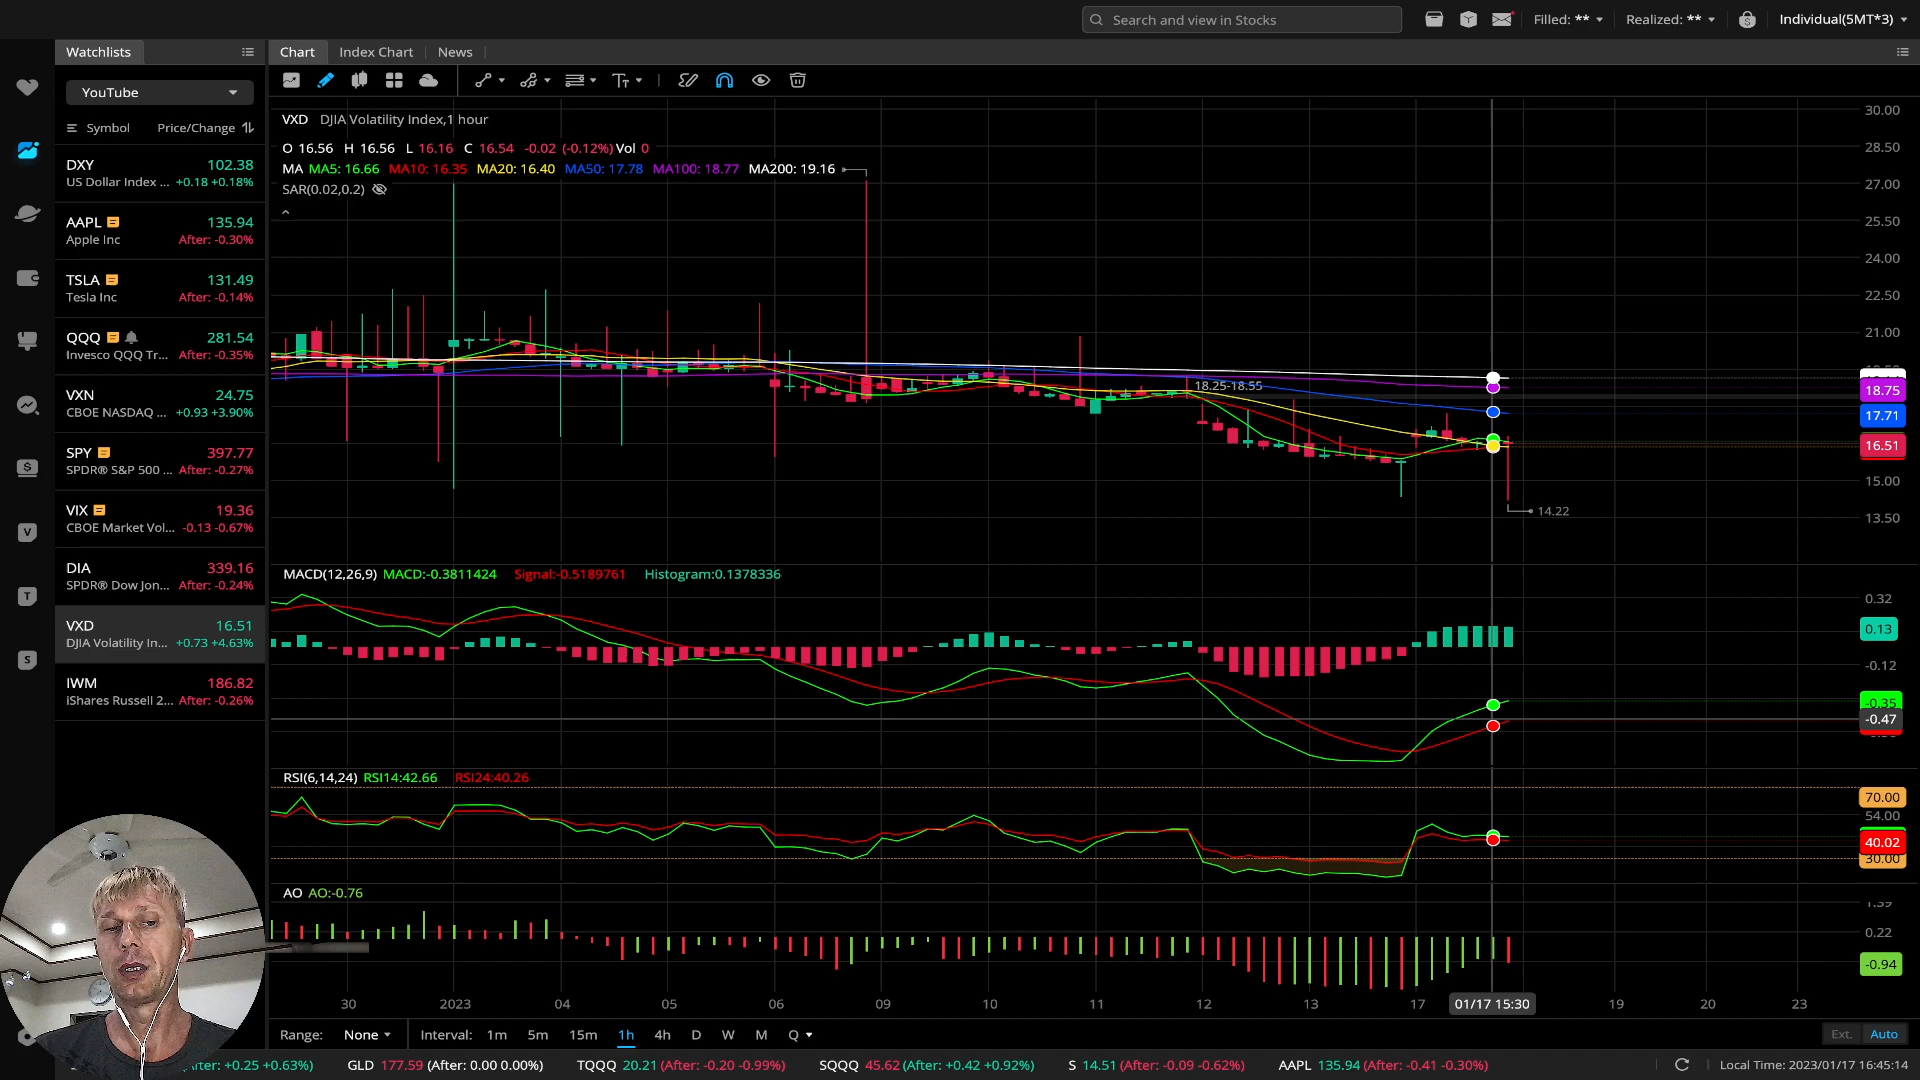 Search and view in Stocks
Filled: **
Realized: **
Individual(5MT*3)
Watchlists
Chart
Index Chart
News
YouTube
Symbol Price/Change
DXY 102.38
US Dollar Index ... +0.18 +0.18%
AAPL 135.94
Apple Inc After: -0.30%
TSLA 131.49
Tesla Inc After: -0.14%
QQQ 281.54
Invesco QQQ Tr... After: -0.35%
VXN 24.75
CBOE NASDAQ ... +0.93 +3.90%
SPY 397.77
SPDR® S&P 500 ... After: -0.27%
VIX 19.36
CBOE Market Vol... -0.13 -0.67%
DIA 339.16
SPDR® Dow Jon... After: -0.24%
VXD 16.51
DJIA Volatility In... +0.73 +4.63%
IWM 186.82
iShares Russell 2... After: -0.26%
VXD DJIA Volatility Index,1 hour
O 16.56 H 16.56 L 16.16 C 16.54 -0.02 (-0.12%) Vol 0
MA MA5: 16.66 MA10: 16.35 MA20: 16.40 MA50: 17.78 MA100: 18.77 MA200: 19.16
SAR(0.02,0.2)
18.25-18.55
14.22
30.00
28.50
27.00
25.50
24.00
22.50
21.00
18.75
17.71
16.51
15.00
13.50
MACD(12,26,9) MACD:-0.3811424 Signal:-0.5189761 Histogram:0.1378336
0.32
0.13
-0.12
-0.35
-0.47
RSI(6,14,24) RSI14:42.66 RSI24:40.26
70.00
54.00
40.02
30.00
AO AO:-0.76
1.39
0.22
-0.94
30 2023 04 05 06 09 10 11 12 13 17 01/17 15:30 19 20 23
Range: None Interval: 1m 5m 15m 1h 4h D W M Q
Ext. Auto
After: +0.25 +0.63%) GLD 177.59 (After: 0.00 0.00%) TQQQ 20.21 (After: -0.20 -0.99%) SQQQ 45.62 (After: +0.42 +0.92%) S 14.51 (After: -0.09 -0.62%) AAPL 135.94 (After: -0.41 -0.30%)
Local Time: 2023/01/17 16:45:14